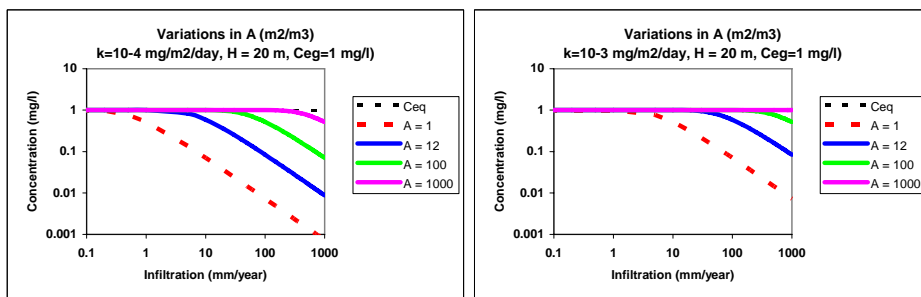 Variations in A (m2/m3)
k=10-4 mg/m2/day, H = 20 m, Ceg=1 mg/l)
Concentration (mg/l)
10
1
0.1
0.01
0.001
0.1
1
10
100
1000
Infiltration (mm/year)
Ceq
A = 1
A = 12
A = 100
A = 1000
Variations in A (m2/m3)
k=10-3 mg/m2/day, H = 20 m, Ceg=1 mg/l)
Concentration (mg/l)
10
1
0.1
0.01
0.001
0.1
1
10
100
1000
Infiltration (mm/year)
Ceq
A = 1
A = 12
A = 100
A = 1000